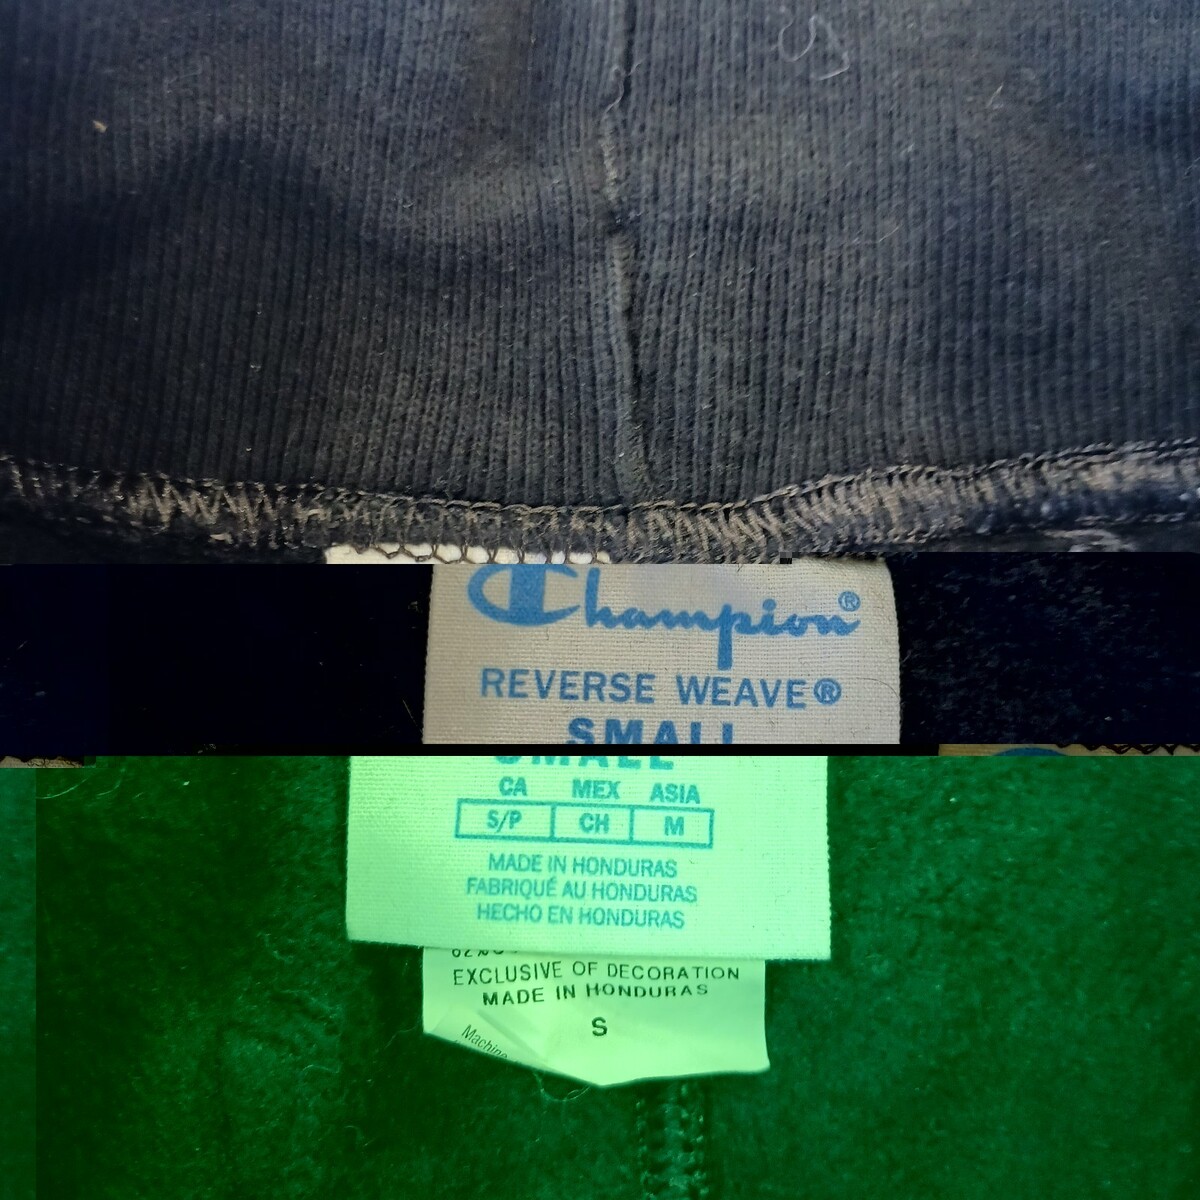 Champion®
REVERSE WEAVE®
SMALL
CA MEX ASIA
S/P CH M
MADE IN HONDURAS
FABRIQUÉ AU HONDURAS
HECHO EN HONDURAS
EXCLUSIVE OF DECORATION
MADE IN HONDURAS
S
Machine